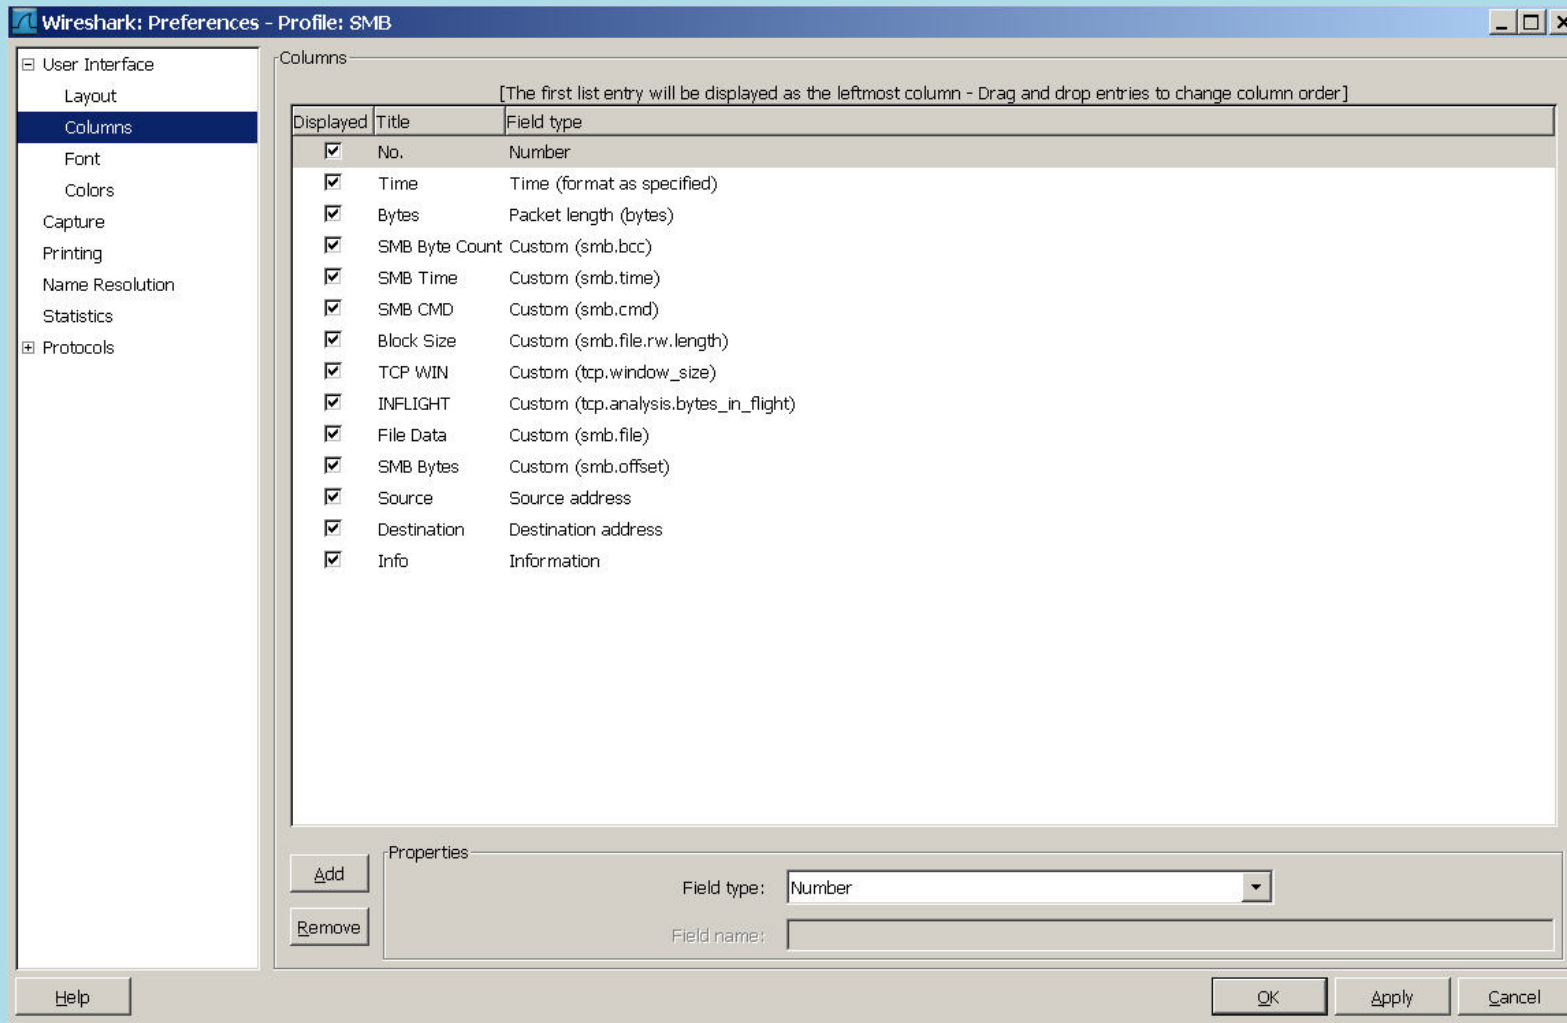 Wireshark: Preferences - Profile: SMB
User Interface
Layout
Columns
Font
Colors
Capture
Printing
Name Resolution
Statistics
Protocols
Columns
[The first list entry will be displayed as the leftmost column - Drag and drop entries to change column order]
Displayed Title Field type
No. Number
Time Time (format as specified)
Bytes Packet length (bytes)
SMB Byte Count Custom (smb.bcc)
SMB Time Custom (smb.time)
SMB CMD Custom (smb.cmd)
Block Size Custom (smb.file.rw.length)
TCP WIN Custom (tcp.window_size)
INFLIGHT Custom (tcp.analysis.bytes_in_flight)
File Data Custom (smb.file)
SMB Bytes Custom (smb.offset)
Source Source address
Destination Destination address
Info Information
Add
Remove
Properties
Field type: Number
Field name:
Help
OK
Apply
Cancel